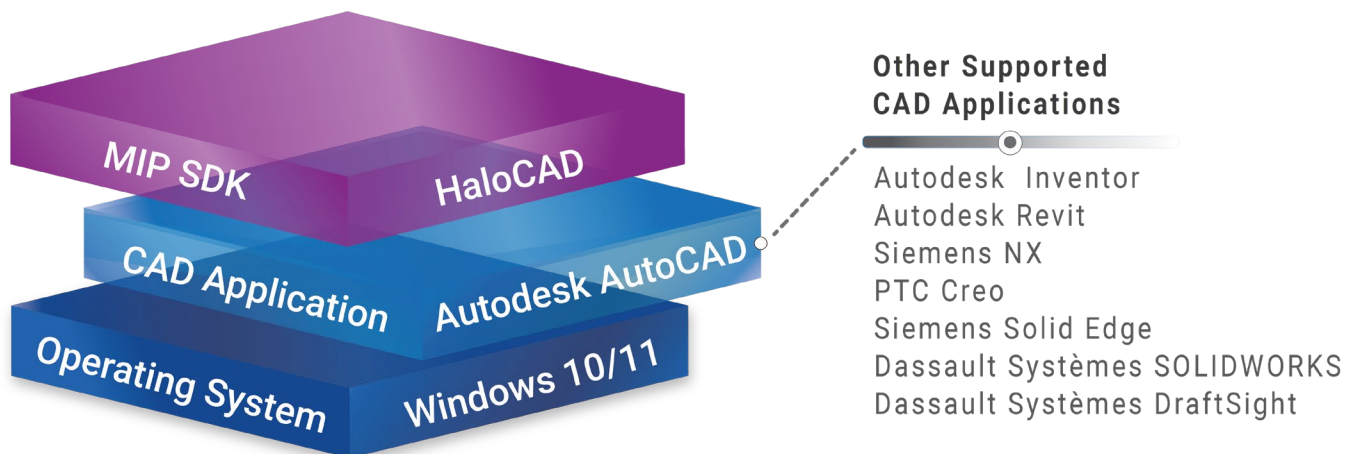 MIP SDK
HaloCAD
CAD Application
Autodesk AutoCAD
Operating System
Windows 10/11
Other Supported
CAD Applications
Autodesk Inventor
Autodesk Revit
Siemens NX
PTC Creo
Siemens Solid Edge
Dassault Systèmes SOLIDWORKS
Dassault Systèmes DraftSight